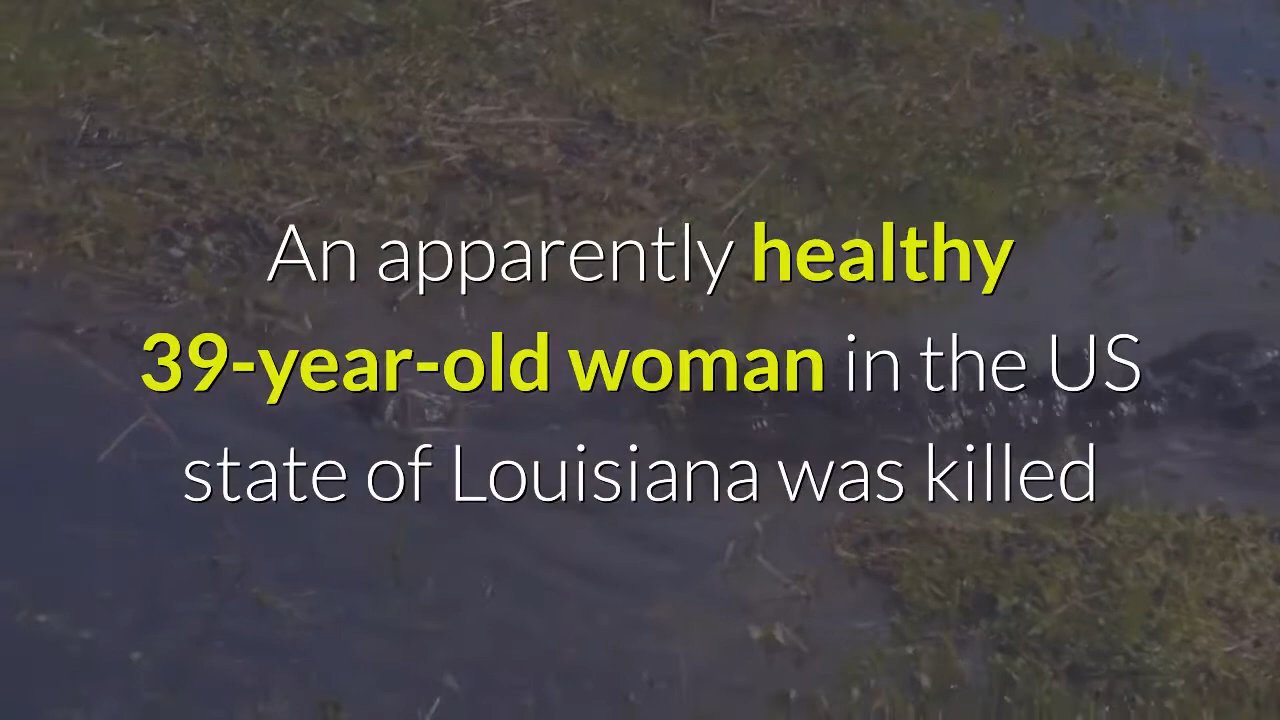 An apparently healthy
39-year-old woman in the US
state of Louisiana was killed